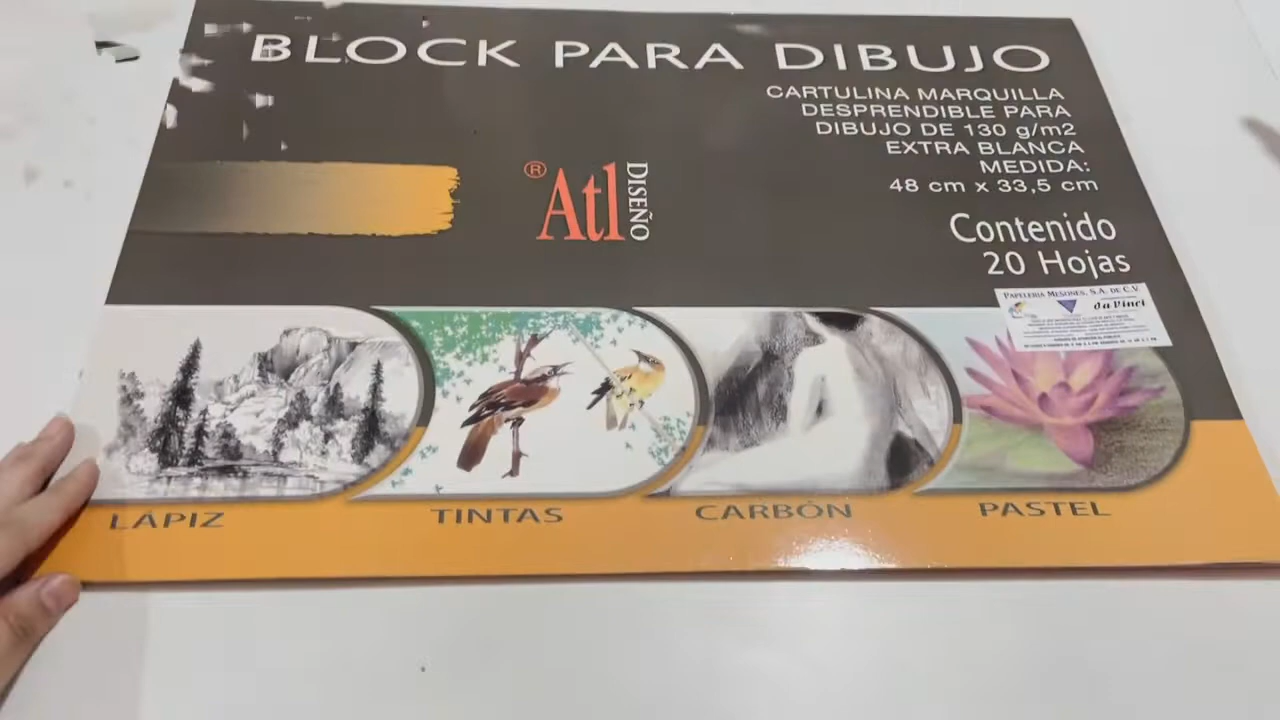 BLOCK PARA DIBUJO
CARTULINA MARQUILLA
DESPRENDIBLE PARA
DIBUJO DE 130 g/m2
EXTRA BLANCA
MEDIDA:
48 cm x 33,5 cm
® Atl DISEÑO
Contenido
20 Hojas
PAPELERIA MESONES, S.A. DE C.V.
da Vinci
LÁPIZ
TINTAS
CARBÓN
PASTEL